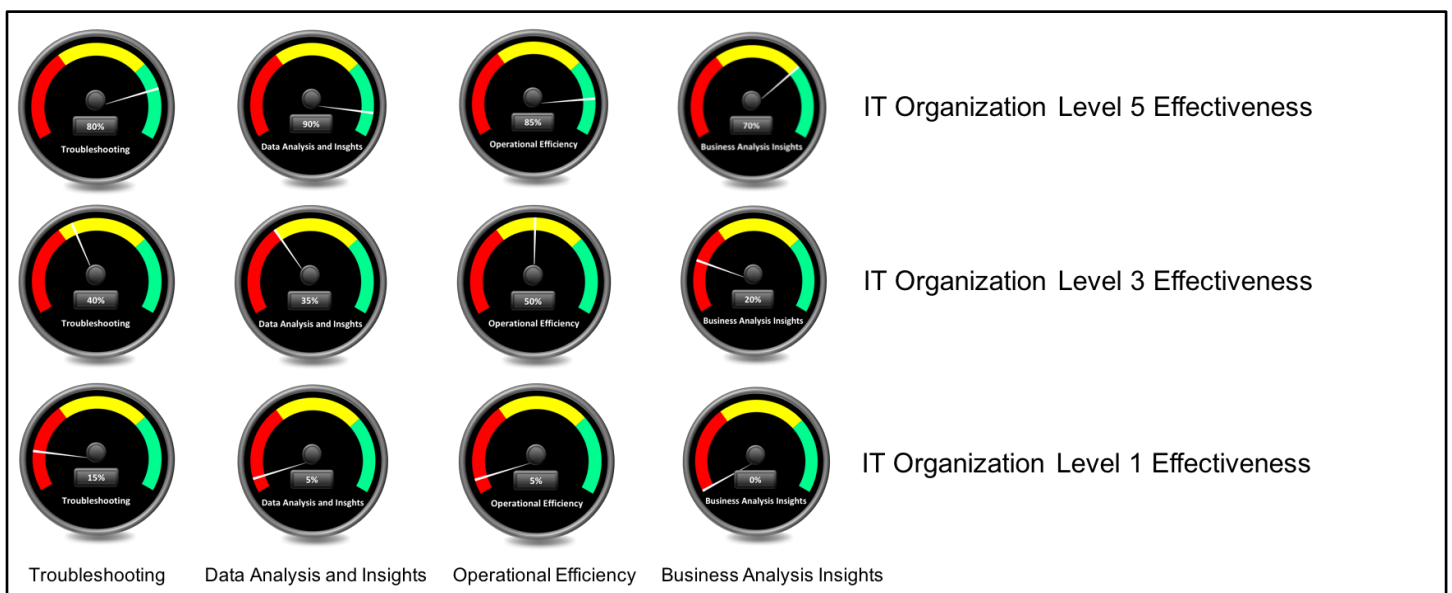 80%
Troubleshooting
90%
Data Analysis and Insghts
85%
Operational Efficiency
70%
Business Analysis Insights
IT Organization Level 5 Effectiveness
40%
Troubleshooting
35%
Data Analysis and Insghts
50%
Operational Efficiency
20%
Business Analysis Insights
IT Organization Level 3 Effectiveness
15%
Troubleshooting
5%
Data Analysis and Insghts
5%
Operational Efficiency
0%
Business Analysis Insights
IT Organization Level 1 Effectiveness
Troubleshooting
Data Analysis and Insights
Operational Efficiency
Business Analysis Insights